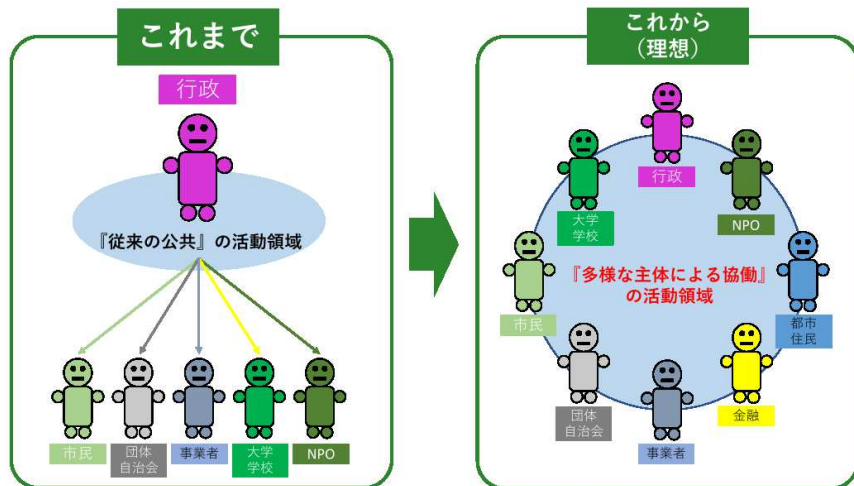 これまで
行政
『従来の公共』の活動領域
市民
団体
自治会
事業者
大学
学校
NPO
これから
（理想）
行政
大学
学校
NPO
市民
『多様な主体による協働』
の活動領域
都市
住民
団体
自治会
事業者
金融